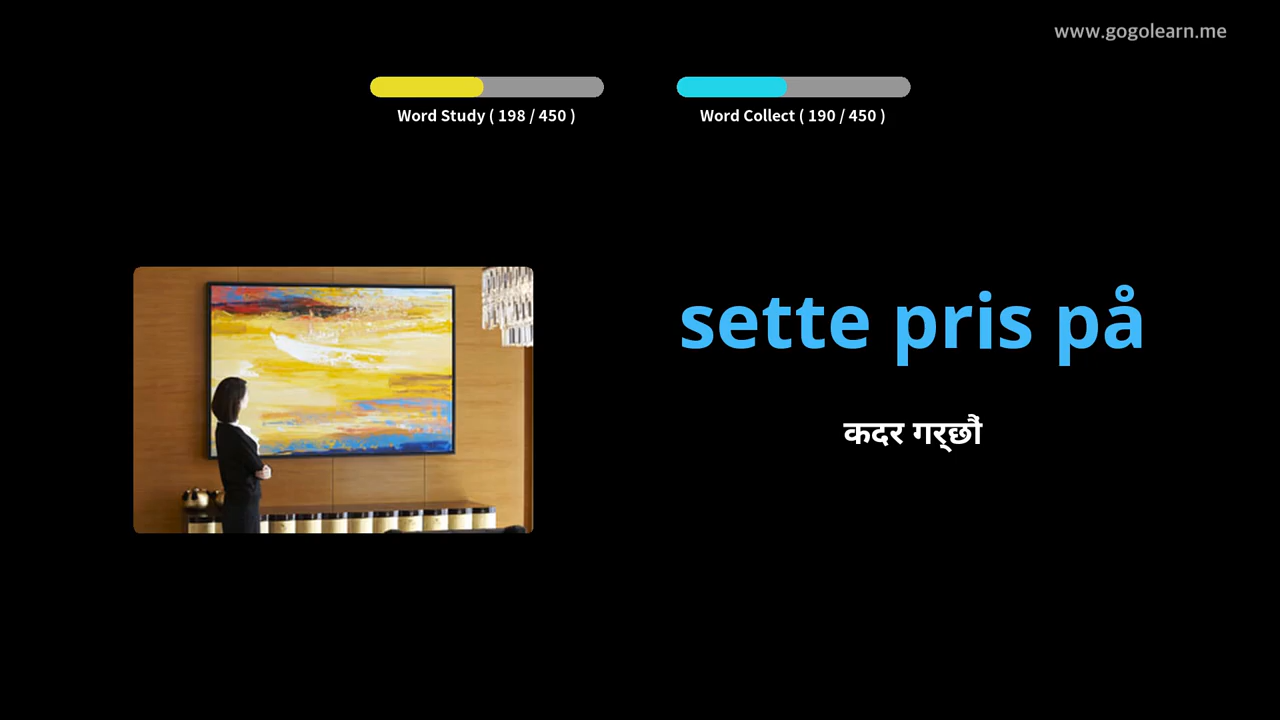 www.gogolearn.me
Word Study ( 198 / 450 )
Word Collect ( 190 / 450 )
sette pris på
कदर गर्छौं